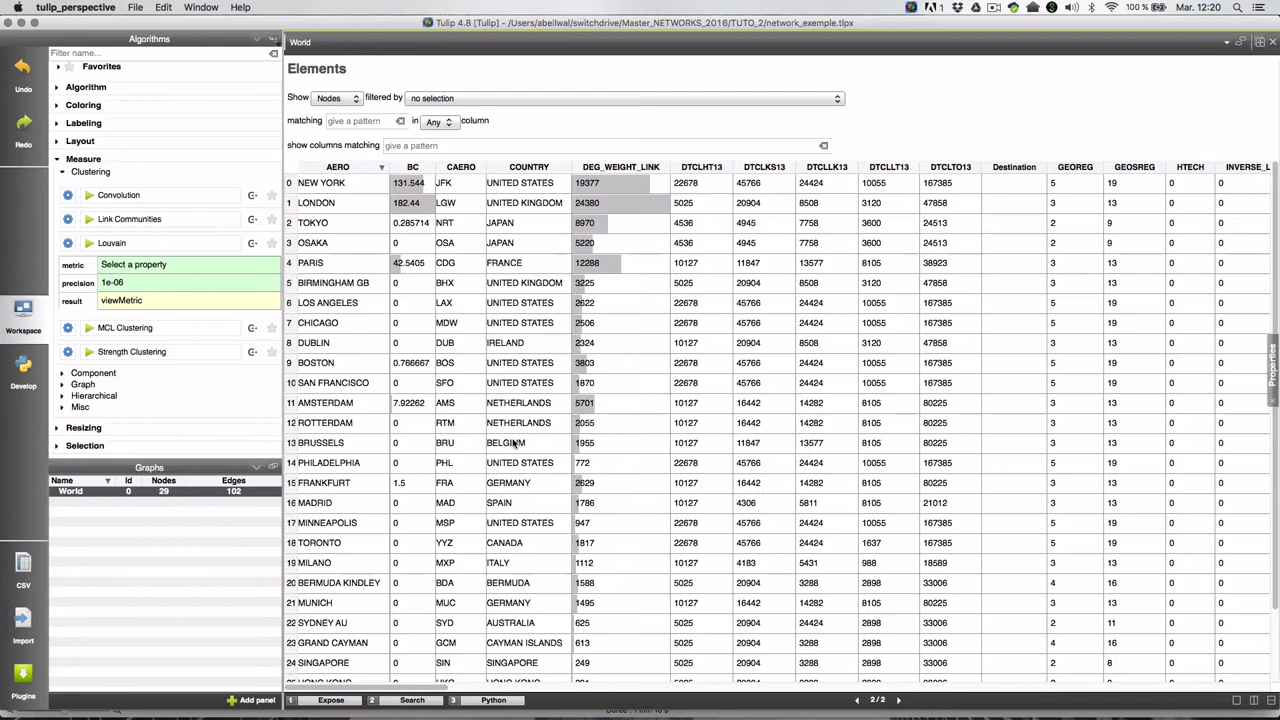 tulip_perspective File Edit Window Help 100 % Mar. 12:20
Tulip 4.8 [Tulip] - /Users/abellwal/switchdrive/Master_NETWORKS_2016/TUTO_2/network_exemple.tlpx
Algorithms
World
Undo
Redo
Workspace
Develop
CSV
Import
Plugins
Filter name...
Favorites
Algorithm
Coloring
Labeling
Layout
Measure
Clustering
Convolution
Link Communities
Louvain
metric Select a property
precision 1e-06
result viewMetric
MCL Clustering
Strength Clustering
Component
Graph
Hierarchical
Misc
Resizing
Selection
Graphs
Name Id Nodes Edges
World 0 29 102
Add panel
Elements
Show Nodes filtered by no selection
matching give a pattern in Any column
show columns matching give a pattern
AERO BC CAERO COUNTRY DEG_WEIGHT_LINK DTCLHT13 DTCLKS13 DTCLLK13 DTCLLT13 DTCLTO13 Destination GEOREG GEOSREG HTECH INVERSE_L
0 NEW YORK 131.544 JFK UNITED STATES 19377 22678 45766 24424 10055 167385 5 19 0 0
1 LONDON 182.44 LGW UNITED KINGDOM 24380 5025 20904 8508 3120 47858 3 13 0 0
2 TOKYO 0.285714 NRT JAPAN 8970 4536 4945 7758 3600 24513 2 9 0 0
3 OSAKA 0 OSA JAPAN 5220 4536 4945 7758 3600 24513 2 9 0 0
4 PARIS 42.5405 CDG FRANCE 12288 10127 11847 13577 8105 38923 3 13 0 0
5 BIRMINGHAM GB 0 BHX UNITED KINGDOM 3225 5025 20904 8508 3120 47858 3 13 0 0
6 LOS ANGELES 0 LAX UNITED STATES 2622 22678 45766 24424 10055 167385 5 19 0 0
7 CHICAGO 0 MDW UNITED STATES 2506 22678 45766 24424 10055 167385 5 19 0 0
8 DUBLIN 0 DUB IRELAND 2324 5025 20904 8508 3120 47858 3 13 0 0
9 BOSTON 0.766667 BOS UNITED STATES 3803 22678 45766 24424 10055 167385 5 19 0 0
10 SAN FRANCISCO 0 SFO UNITED STATES 1870 22678 45766 24424 10055 167385 5 19 0 0
11 AMSTERDAM 7.92262 AMS NETHERLANDS 5701 10127 16442 14282 8105 80225 3 13 0 0
12 ROTTERDAM 0 RTM NETHERLANDS 2055 10127 16442 14282 8105 80225 3 13 0 0
13 BRUSSELS 0 BRU BELGIUM 1955 10127 11847 13577 8105 80225 3 13 0 0
14 PHILADELPHIA 0 PHL UNITED STATES 772 22678 45766 24424 10055 167385 5 19 0 0
15 FRANKFURT 1.5 FRA GERMANY 2629 10127 16442 14282 8105 80225 3 13 0 0
16 MADRID 0 MAD SPAIN 1786 10127 4306 5811 8105 21012 3 13 0 0
17 MINNEAPOLIS 0 MSP UNITED STATES 947 22678 45766 24424 10055 167385 5 19 0 0
18 TORONTO 0 YYZ CANADA 1817 22678 45766 24424 1637 167385 5 19 0 0
19 MILANO 0 MXP ITALY 1112 10127 4183 5431 988 18589 3 13 0 0
20 BERMUDA KINDLEY 0 BDA BERMUDA 1588 5025 20904 3288 2898 33006 4 16 0 0
21 MUNICH 0 MUC GERMANY 1495 10127 16442 14282 8105 80225 3 13 0 0
22 SYDNEY AU 0 SYD AUSTRALIA 625 5025 20904 3288 2898 33006 2 11 0 0
23 GRAND CAYMAN 0 GCM CAYMAN ISLANDS 613 5025 20904 3288 2898 33006 4 16 0 0
24 SINGAPORE 0 SIN SINGAPORE 249 5025 20904 3288 2898 33006 2 8 0 0
Properties
1 Expose 2 Search 3 Python 2 / 2